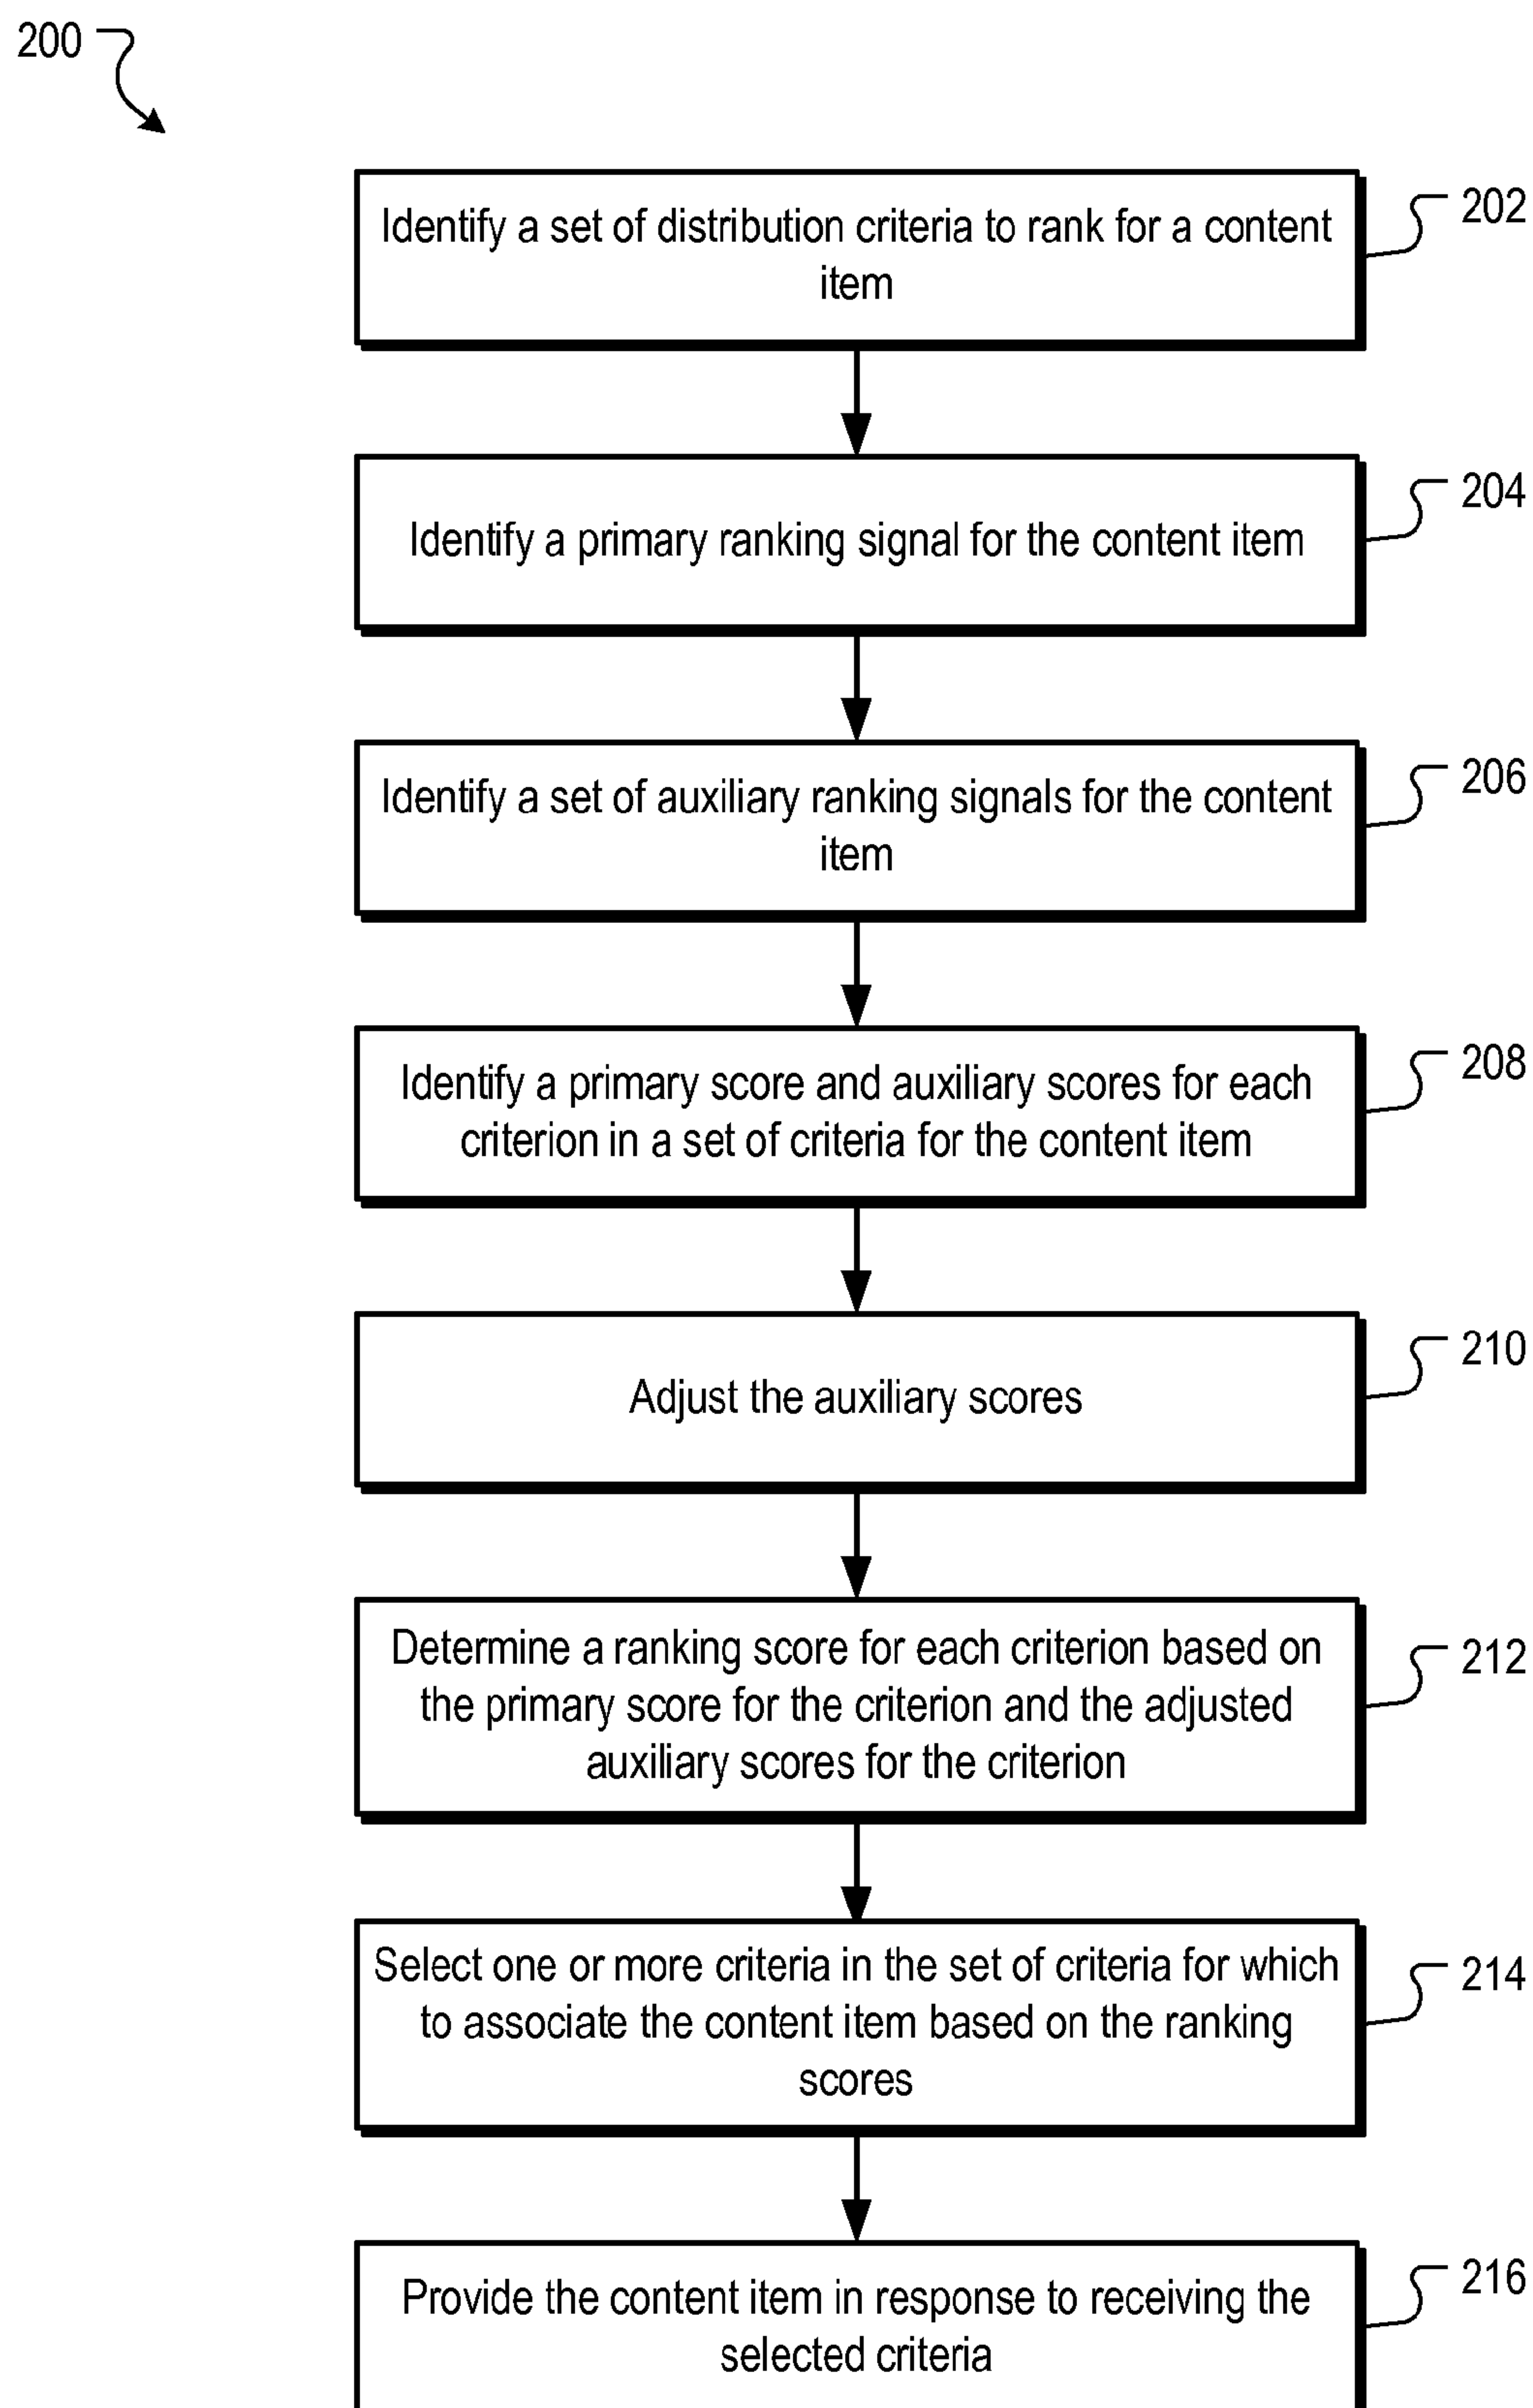 200
Identify a set of distribution criteria to rank for a content
item
202
Identify a primary ranking signal for the content item
204
Identify a set of auxiliary ranking signals for the content
item
206
Identify a primary score and auxiliary scores for each
criterion in a set of criteria for the content item
208
Adjust the auxiliary scores
210
Determine a ranking score for each criterion based on
the primary score for the criterion and the adjusted
auxiliary scores for the criterion
212
Select one or more criteria in the set of criteria for which
to associate the content item based on the ranking
scores
214
Provide the content item in response to receiving the
selected criteria
216